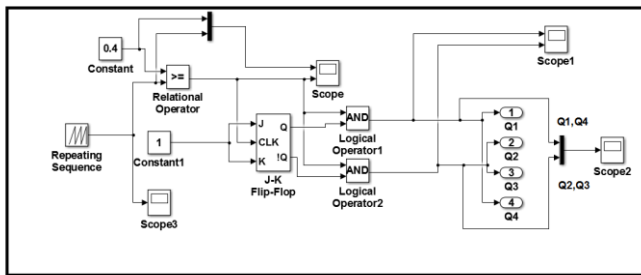 0.4
Constant
>=
Relational
Operator
Scope
Scope1
Repeating
Sequence
1
Constant1
J
CLK
K
Q
!Q
J-K
Flip-Flop
AND
Logical
Operator1
AND
Logical
Operator2
Scope3
1
Q1
2
Q2
3
Q3
4
Q4
Q1,Q4
Q2,Q3
Scope2